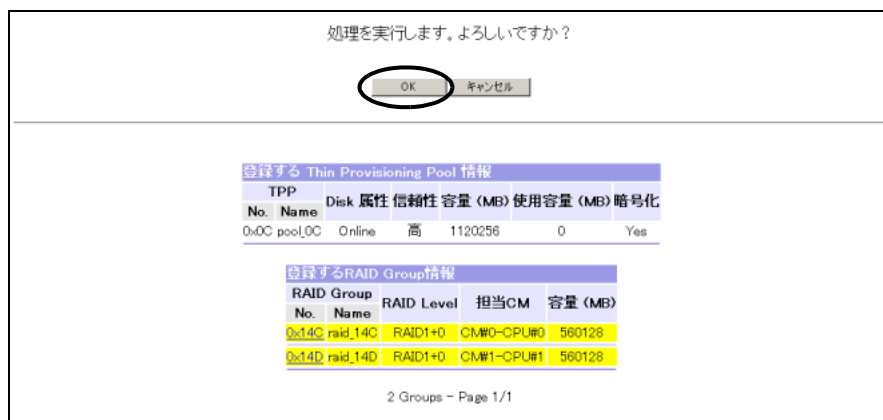 処理を実行します。よろしいですか？
OK キャンセル
登録する Thin Provisioning Pool 情報
TPP Disk 属性 信頼性 容量 (MB) 使用容量 (MB) 暗号化
No. Name
0x0C pool_0C Online 高 1120256 0 Yes
登録するRAID Group情報
RAID Group RAID Level 担当CM 容量 (MB)
No. Name
0x14C raid_14C RAID1+0 CM#0-CPU#0 560128
0x14D raid_14D RAID1+0 CM#1-CPU#1 560128
2 Groups - Page 1/1